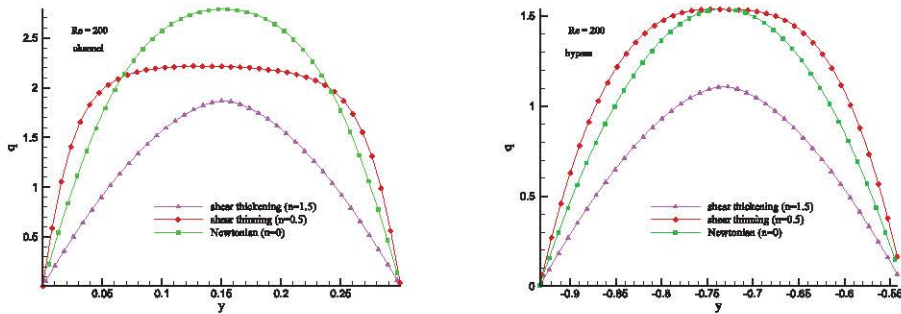 2.5
2
1.5
1
0.5
q
Re = 200
channel
shear thickening (n=1.5)
shear thinning (n=0.5)
Newtonian (n=0)
0.05 0.1 0.15 0.2 0.25
y
1.5
1
0.5
0
q
Re = 200
bypass
shear thickening (n=1.5)
shear thinning (n=0.5)
Newtonian (n=0)
-0.9 -0.85 -0.8 -0.75 -0.7 -0.65 -0.6 -0.55
y